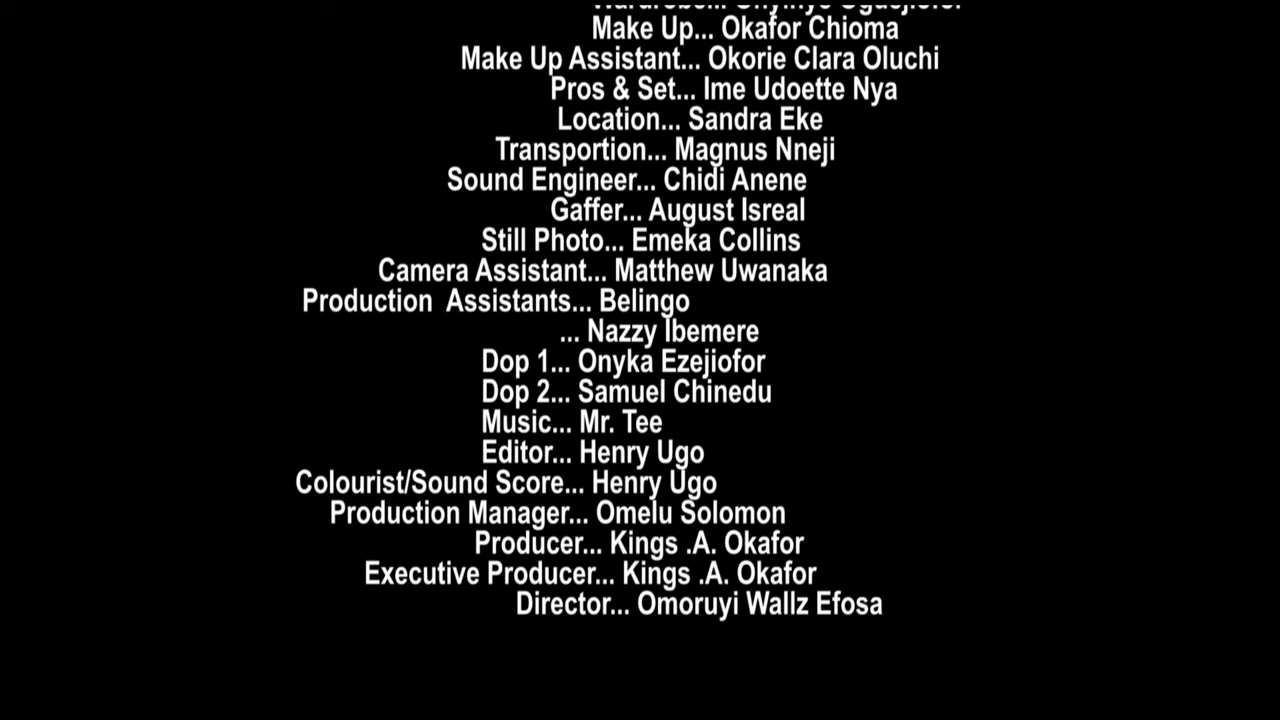 Make Up... Okafor Chioma
Make Up Assistant... Okorie Clara Oluchi
Pros & Set... Ime Udoette Nya
Location... Sandra Eke
Transportion... Magnus Nneji
Sound Engineer... Chidi Anene
Gaffer... August Isreal
Still Photo... Emeka Collins
Camera Assistant... Matthew Uwanaka
Production  Assistants... Belingo
... Nazzy Ibemere
Dop 1... Onyka Ezejiofor
Dop 2... Samuel Chinedu
Music... Mr. Tee
Editor... Henry Ugo
Colourist/Sound Score... Henry Ugo
Production Manager... Omelu Solomon
Producer... Kings .A. Okafor
Executive Producer... Kings .A. Okafor
Director... Omoruyi Wallz Efosa